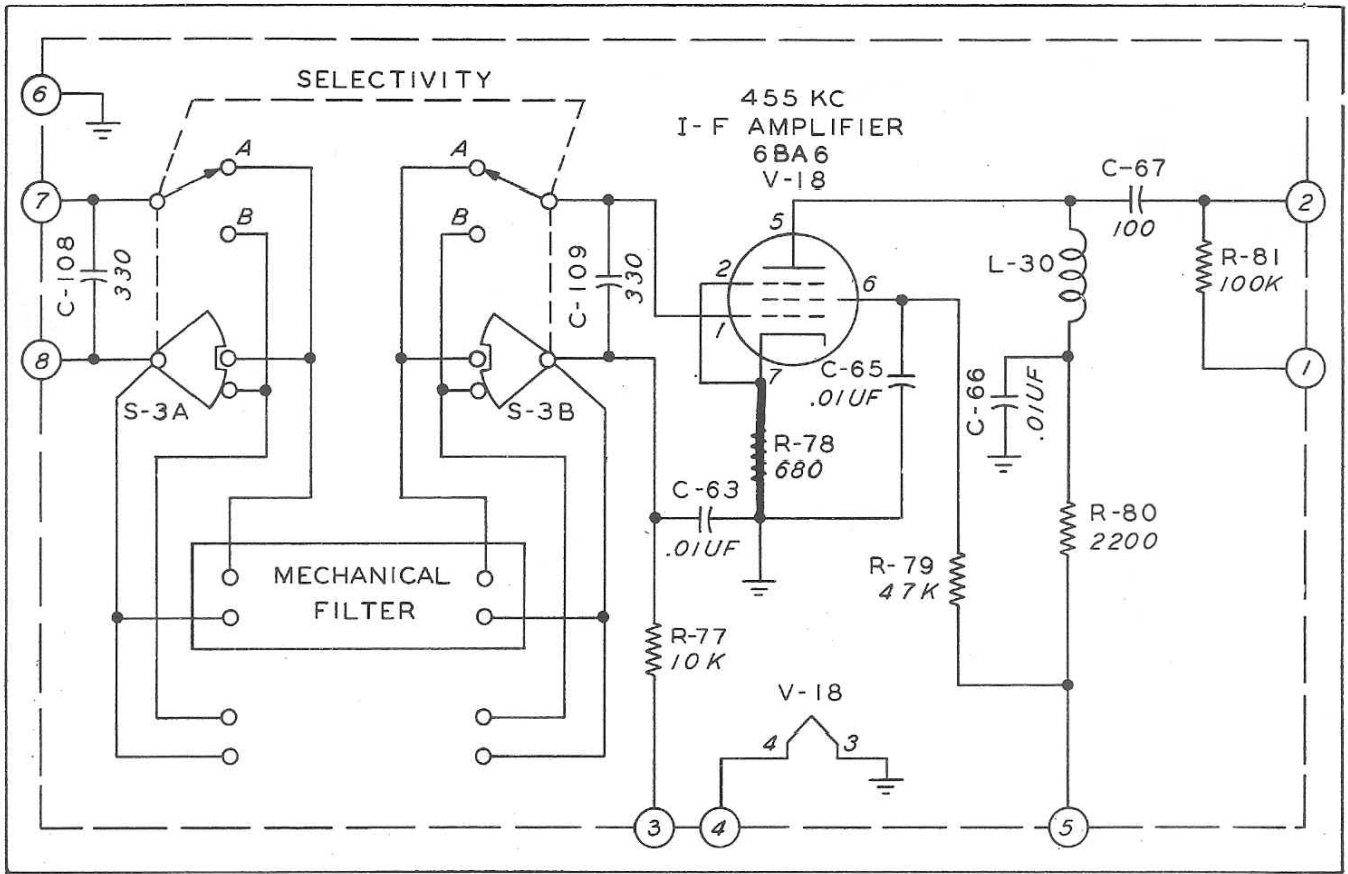 SELECTIVITY
455 KC
I-F AMPLIFIER
6BA6
V-18
6
7
8
A
B
A
B
C-108
330
C-109
330
S-3A
S-3B
5
2
1
6
7
C-67
100
2
L-30
R-81
100K
1
C-65
.01UF
C-66
.01UF
R-78
680
C-63
.01UF
R-80
2200
R-79
47K
MECHANICAL
FILTER
R-77
10K
V-18
4
3
3
4
5